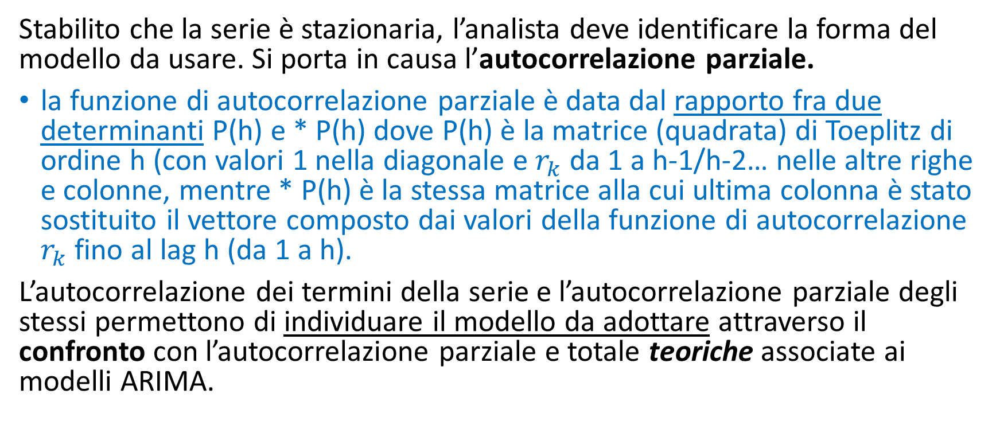 Stabilito che la serie è stazionaria, l’analista deve identificare la forma del
modello da usare. Si porta in causa l’autocorrelazione parziale.
• la funzione di autocorrelazione parziale è data dal rapporto fra due
determinanti P(h) e * P(h) dove P(h) è la matrice (quadrata) di Toeplitz di
ordine h (con valori 1 nella diagonale e r_k da 1 a h-1/h-2… nelle altre righe
e colonne, mentre * P(h) è la stessa matrice alla cui ultima colonna è stato
sostituito il vettore composto dai valori della funzione di autocorrelazione
r_k fino al lag h (da 1 a h).
L’autocorrelazione dei termini della serie e l’autocorrelazione parziale degli
stessi permettono di individuare il modello da adottare attraverso il
confronto con l’autocorrelazione parziale e totale teoriche associate ai
modelli ARIMA.